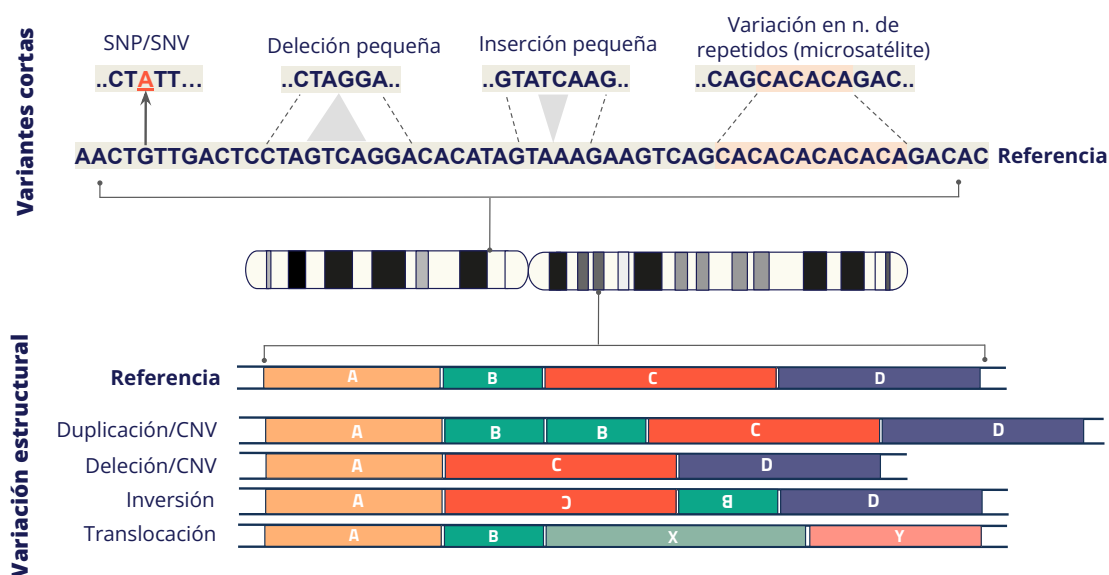 Variantes cortas
SNP/SNV
..CTATT...
Deleción pequeña
..CTAGGA..
Inserción pequeña
..GTATCAAG..
Variación en n. de
repetidos (microsatélite)
..CAGCACACAGAC..
AACTGTTGACTCCTAGTCAGGACACATAGTAAAGAAGTCAGCACACACACACAGACAC Referencia
Variación estructural
Referencia A B C D
Duplicación/CNV A B B C D
Deleción/CNV A C D
Inversión A C B D
Translocación A B X Y